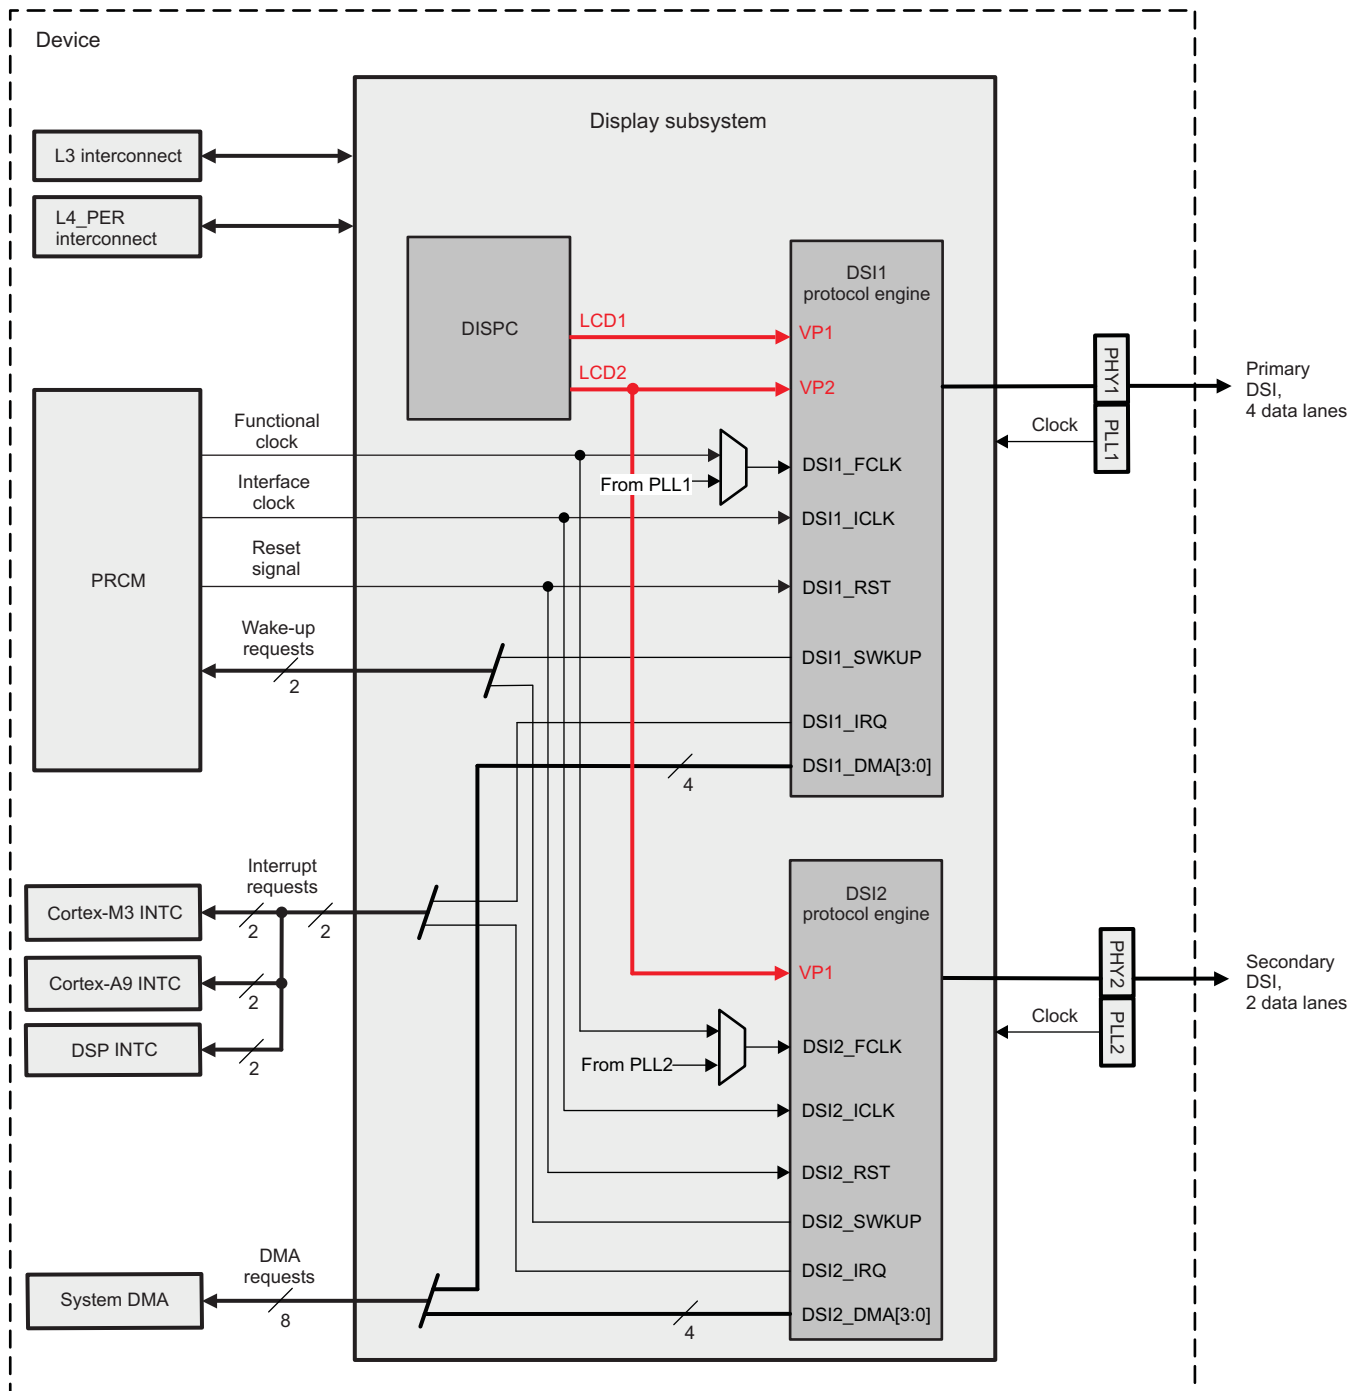 Device
Display subsystem
L3 interconnect
L4_PER
interconnect
DISPC
LCD1
LCD2
DSI1
protocol engine
VP1
VP2
PHY1
PLL1
Clock
Primary
DSI,
4 data lanes
PRCM
Functional
clock
Interface
clock
Reset
signal
Wake-up
requests
2
From PLL1
DSI1_FCLK
DSI1_ICLK
DSI1_RST
DSI1_SWKUP
DSI1_IRQ
DSI1_DMA[3:0]
4
Interrupt
requests
Cortex-M3 INTC
2
2
Cortex-A9 INTC
2
DSP INTC
2
DSI2
protocol engine
VP1
PHY2
PLL2
Clock
Secondary
DSI,
2 data lanes
From PLL2
DSI2_FCLK
DSI2_ICLK
DSI2_RST
DSI2_SWKUP
DSI2_IRQ
DSI2_DMA[3:0]
4
DMA
requests
8
System DMA